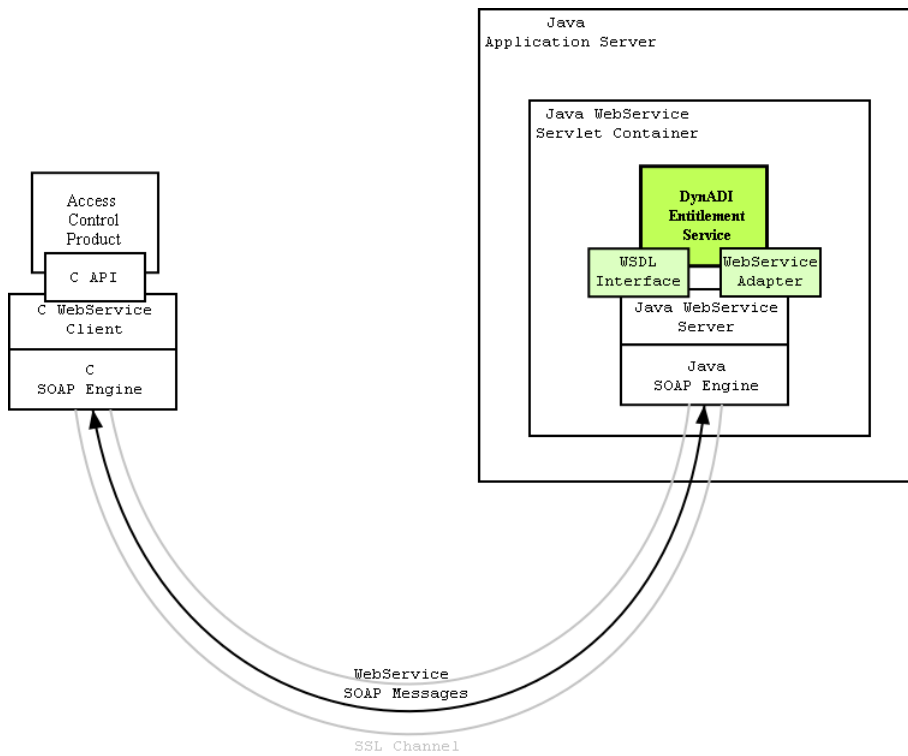 Java
Application Server
Java WebService
Servlet Container
Access
Control
Product
C API
C WebService
Client
C
SOAP Engine
DynADI
Entitlement
Service
WSDL
Interface
WebService
Adapter
Java WebService
Server
Java
SOAP Engine
WebService
SOAP Messages
SSL Channel